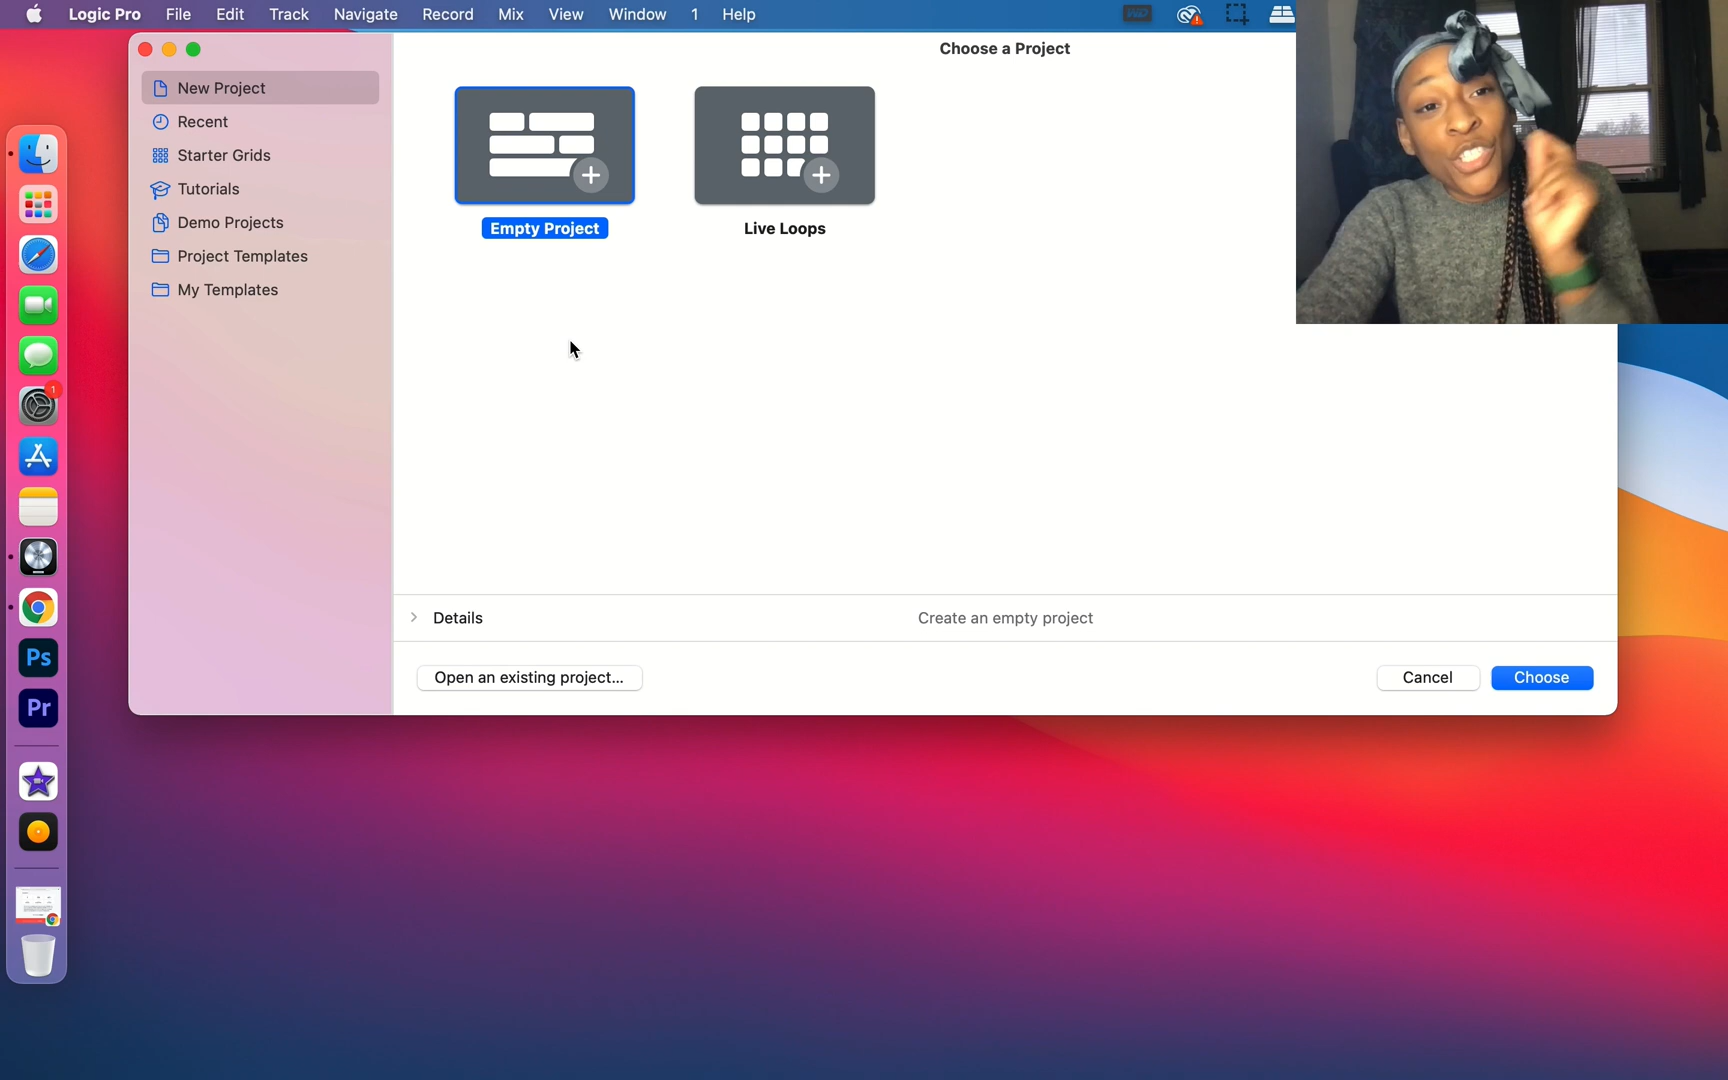 Logic Pro File Edit Track Navigate Record Mix View Window 1 Help
WD
Choose a Project
New Project
Recent
Starter Grids
Tutorials
Demo Projects
Project Templates
My Templates
Empty Project
Live Loops
1
Ps
Pr
Details
Create an empty project
Open an existing project...
Cancel
Choose